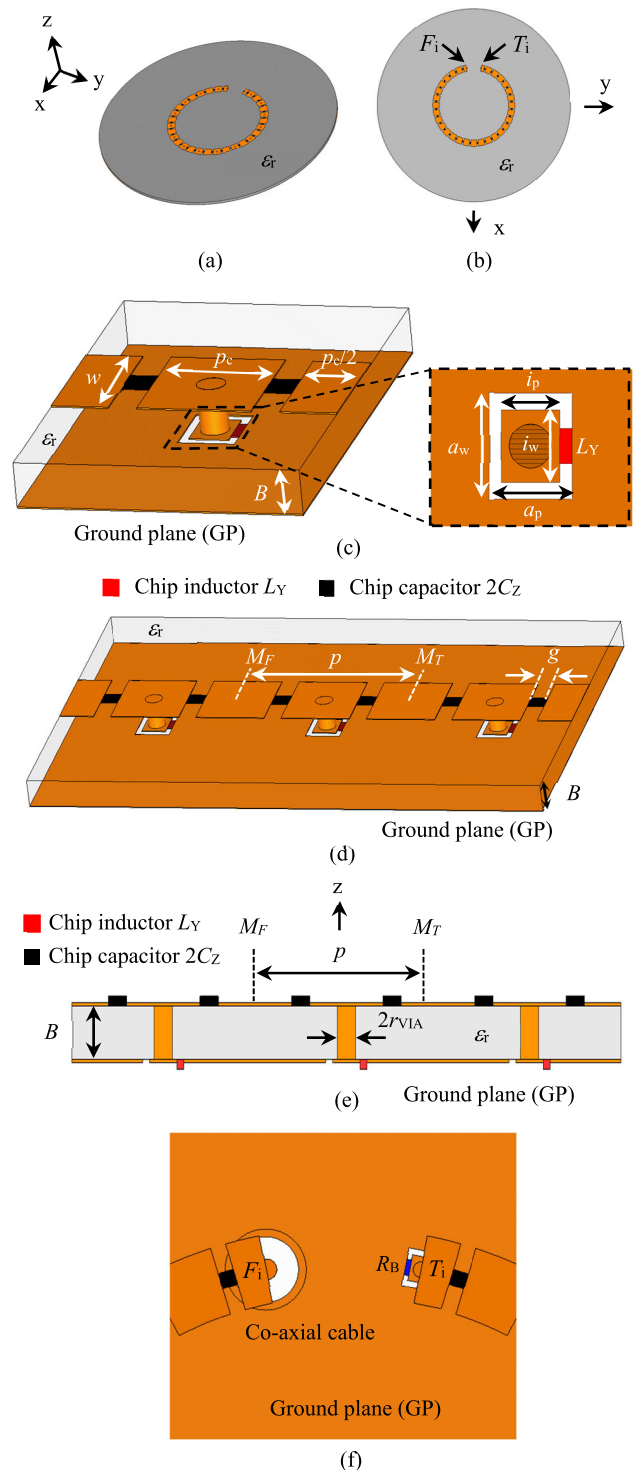 z
y
x
εr
(a)
Fi Ti
y
εr
x
(b)
pc
pc/2
w
εr
B
Ground plane (GP)
ip
aw
iw
LY
ap
(c)
Chip inductor LY Chip capacitor 2CZ
εr
MF
p
MT
g
B
Ground plane (GP)
(d)
z
Chip inductor LY
Chip capacitor 2CZ
MF
MT
p
B
2rVIA
εr
Ground plane (GP)
(e)
Fi
RB
Ti
Co-axial cable
Ground plane (GP)
(f)